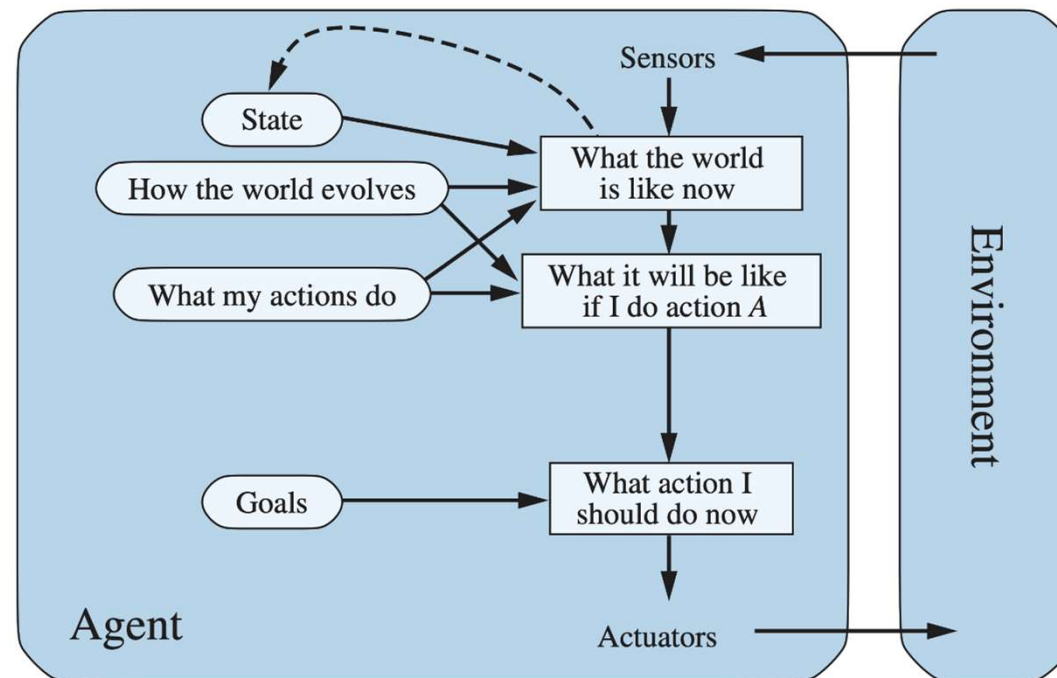 Sensors
State
What the world
is like now
How the world evolves
What my actions do
What it will be like
if I do action A
Goals
What action I
should do now
Agent
Actuators
Environment